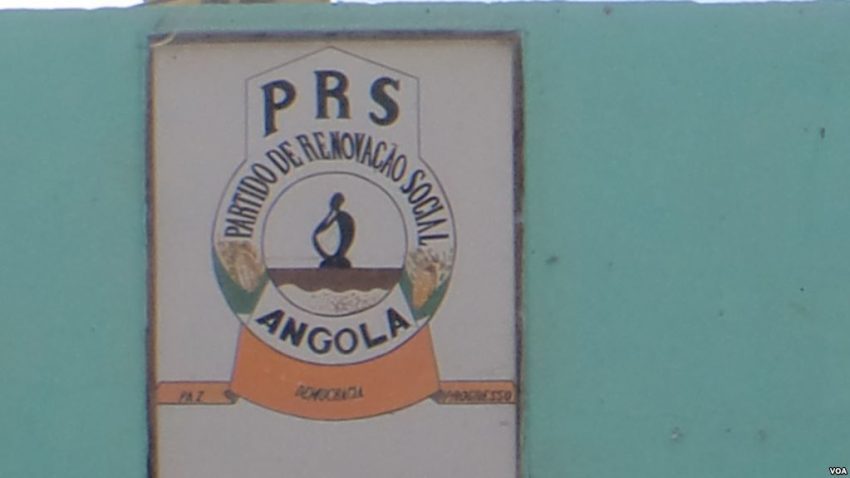 PRS
PARTIDO DE RENOVAÇÃO SOCIAL
ANGOLA
PAZ DEMOCRACIA PROGRESSO
VOA